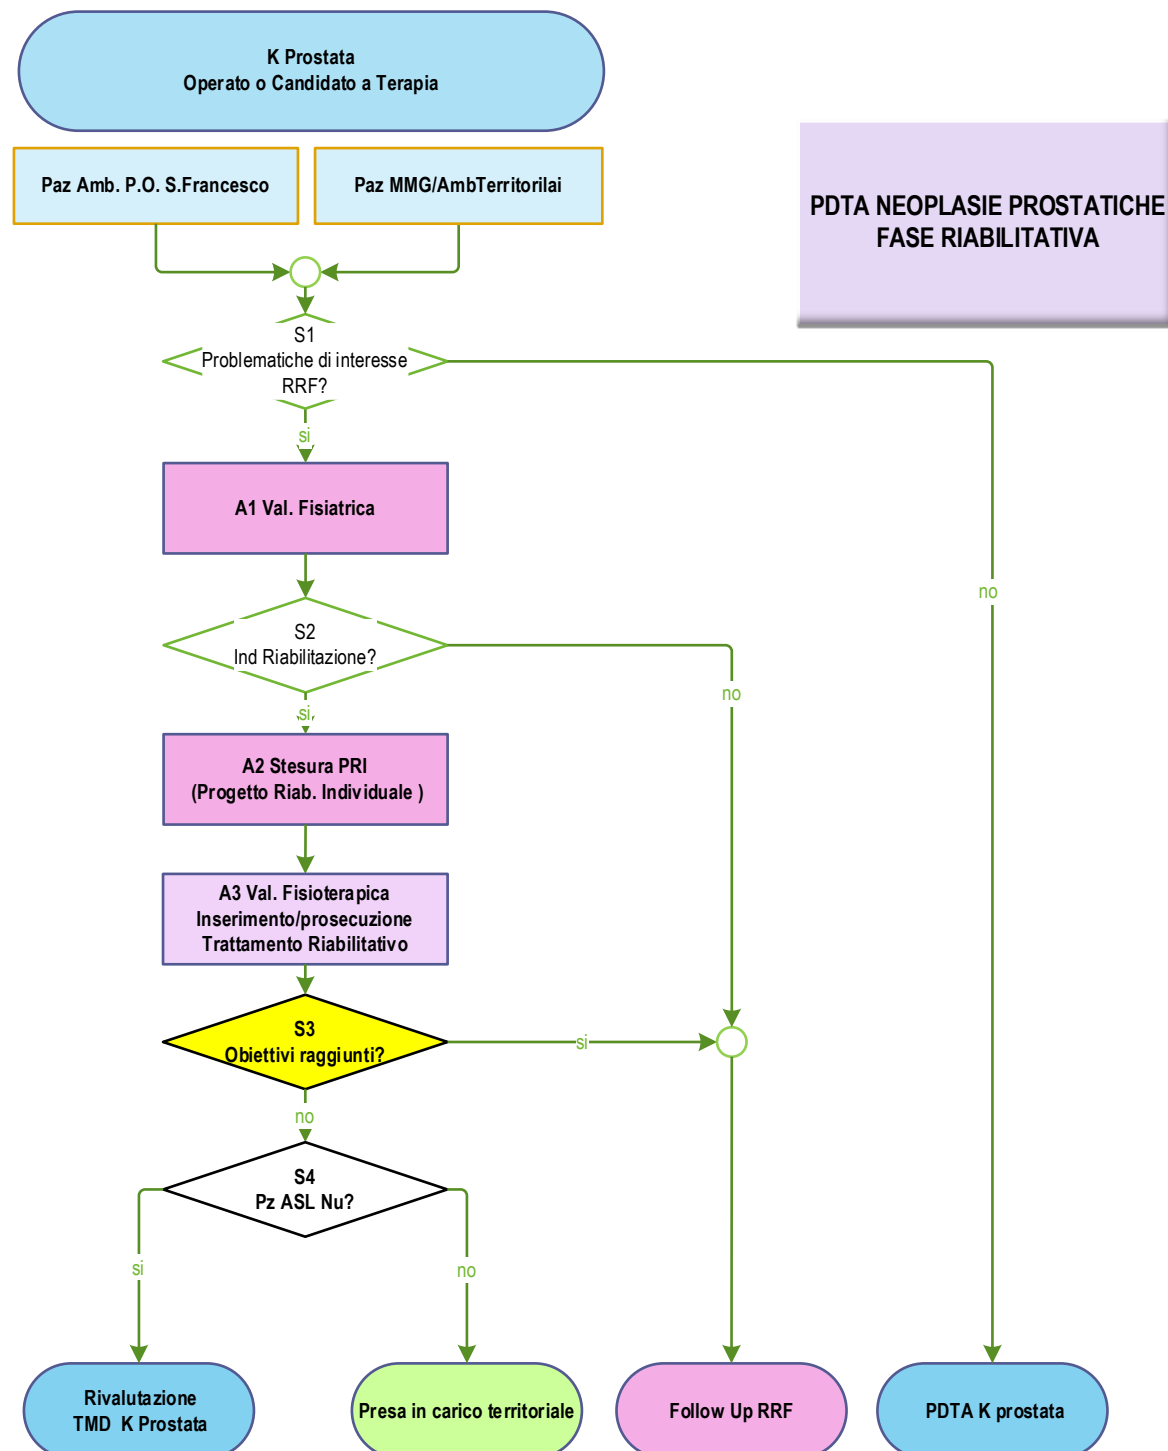 K Prostata
Operato o Candidato a Terapia
Paz Amb. P.O. S.Francesco
Paz MMG/AmbTerritorilai
PDTA NEOPLASIE PROSTATICHE
FASE RIABILITATIVA
S1
Problematiche di interesse
RRF?
si
A1 Val. Fisiatrica
no
S2
Ind Riabilitazione?
no
si
A2 Stesura PRI
(Progetto Riab. Individuale )
A3 Val. Fisioterapica
Inserimento/prosecuzione
Trattamento Riabilitativo
S3
Obiettivi raggiunti?
si
no
S4
Pz ASL Nu?
si
no
Rivalutazione
TMD K Prostata
Presa in carico territoriale
Follow Up RRF
PDTA K prostata